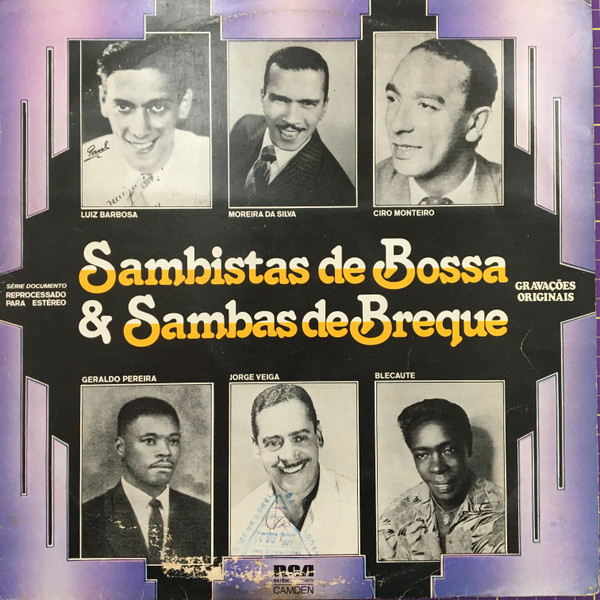 LUIZ BARBOSA
MOREIRA DA SILVA
CIRO MONTEIRO
Sambistas de Bossa
& Sambas de Breque
SÉRIE DOCUMENTO
REPROCESSADO
PARA ESTÉREO
GRAVAÇÕES
ORIGINAIS
GERALDO PEREIRA
JORGE VEIGA
BLECAUTE
RCA
CAMDEN